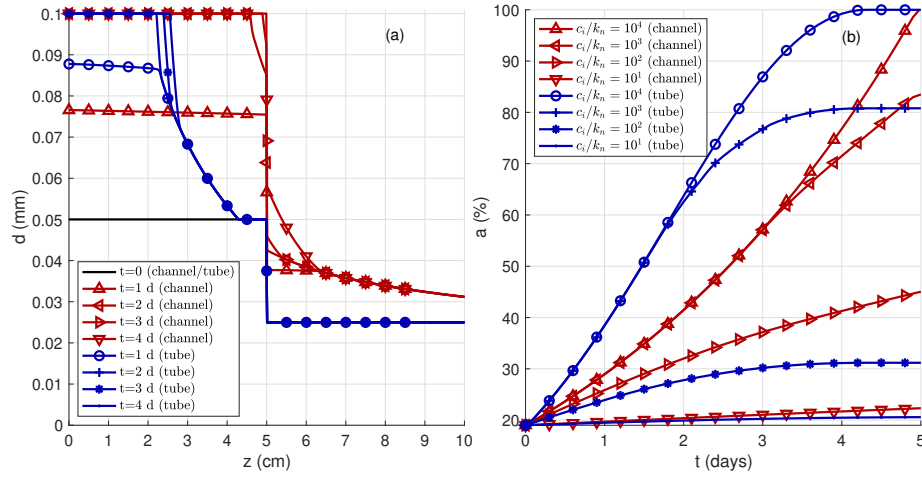 (a)
0.1
0.09
0.08
0.07
0.06
0.05
0.04
0.03
0.02
0.01
0
d (mm)
t=0 (channel/tube)
t=1 d (channel)
t=2 d (channel)
t=3 d (channel)
t=4 d (channel)
t=1 d (tube)
t=2 d (tube)
t=3 d (tube)
t=4 d (tube)
0 1 2 3 4 5 6 7 8 9 10
z (cm)
(b)
100
90
80
70
60
50
40
30
20
a (%)
c_i/k_n = 10^4 (channel)
c_i/k_n = 10^3 (channel)
c_i/k_n = 10^2 (channel)
c_i/k_n = 10^1 (channel)
c_i/k_n = 10^4 (tube)
c_i/k_n = 10^3 (tube)
c_i/k_n = 10^2 (tube)
c_i/k_n = 10^1 (tube)
0 1 2 3 4 5
t (days)